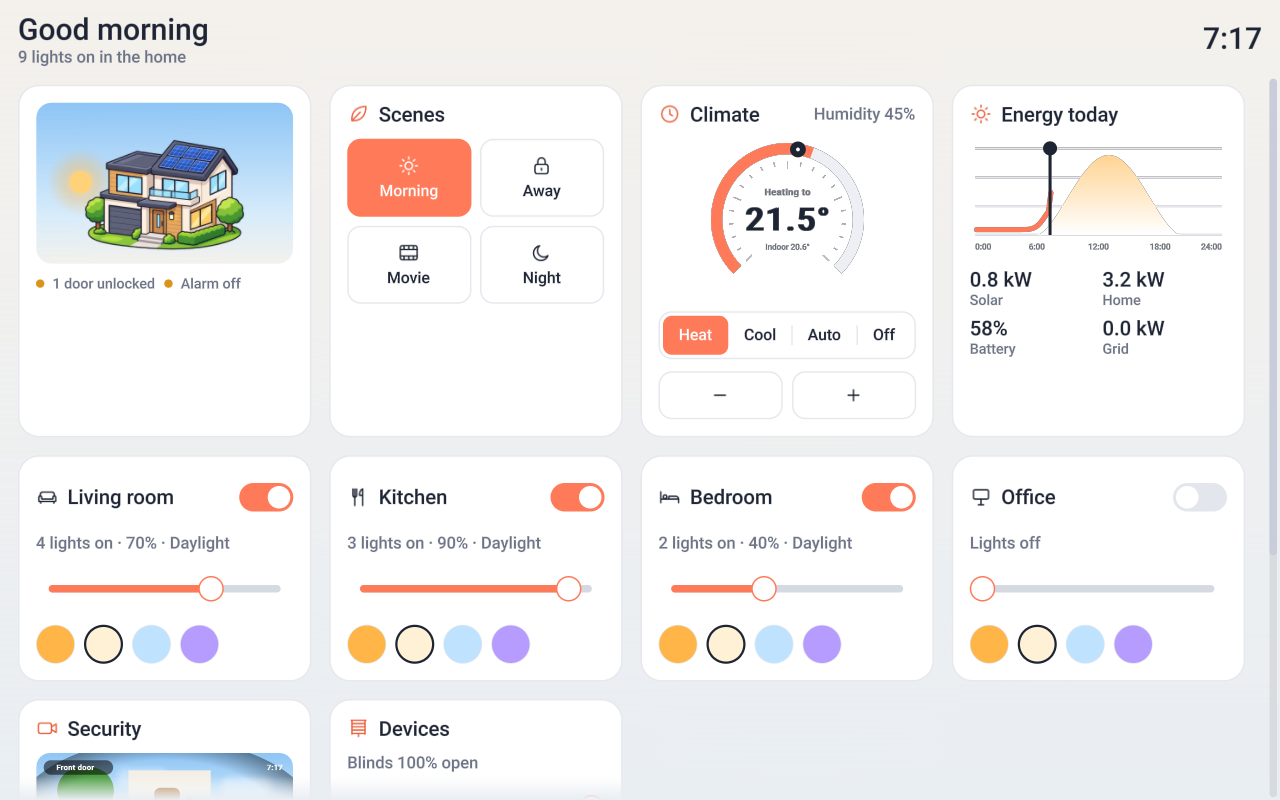 Good morning
9 lights on in the home
7:17
1 door unlocked
Alarm off
Scenes
Morning
Away
Movie
Night
Climate
Humidity 45%
Heating to
21.5°
Indoor 20.6°
Heat
Cool
Auto
Off
−
+
Energy today
0:00 6:00 12:00 18:00 24:00
0.8 kW
Solar
3.2 kW
Home
58%
Battery
0.0 kW
Grid
Living room
4 lights on · 70% · Daylight
Kitchen
3 lights on · 90% · Daylight
Bedroom
2 lights on · 40% · Daylight
Office
Lights off
Security
Front door
7:17
Devices
Blinds 100% open